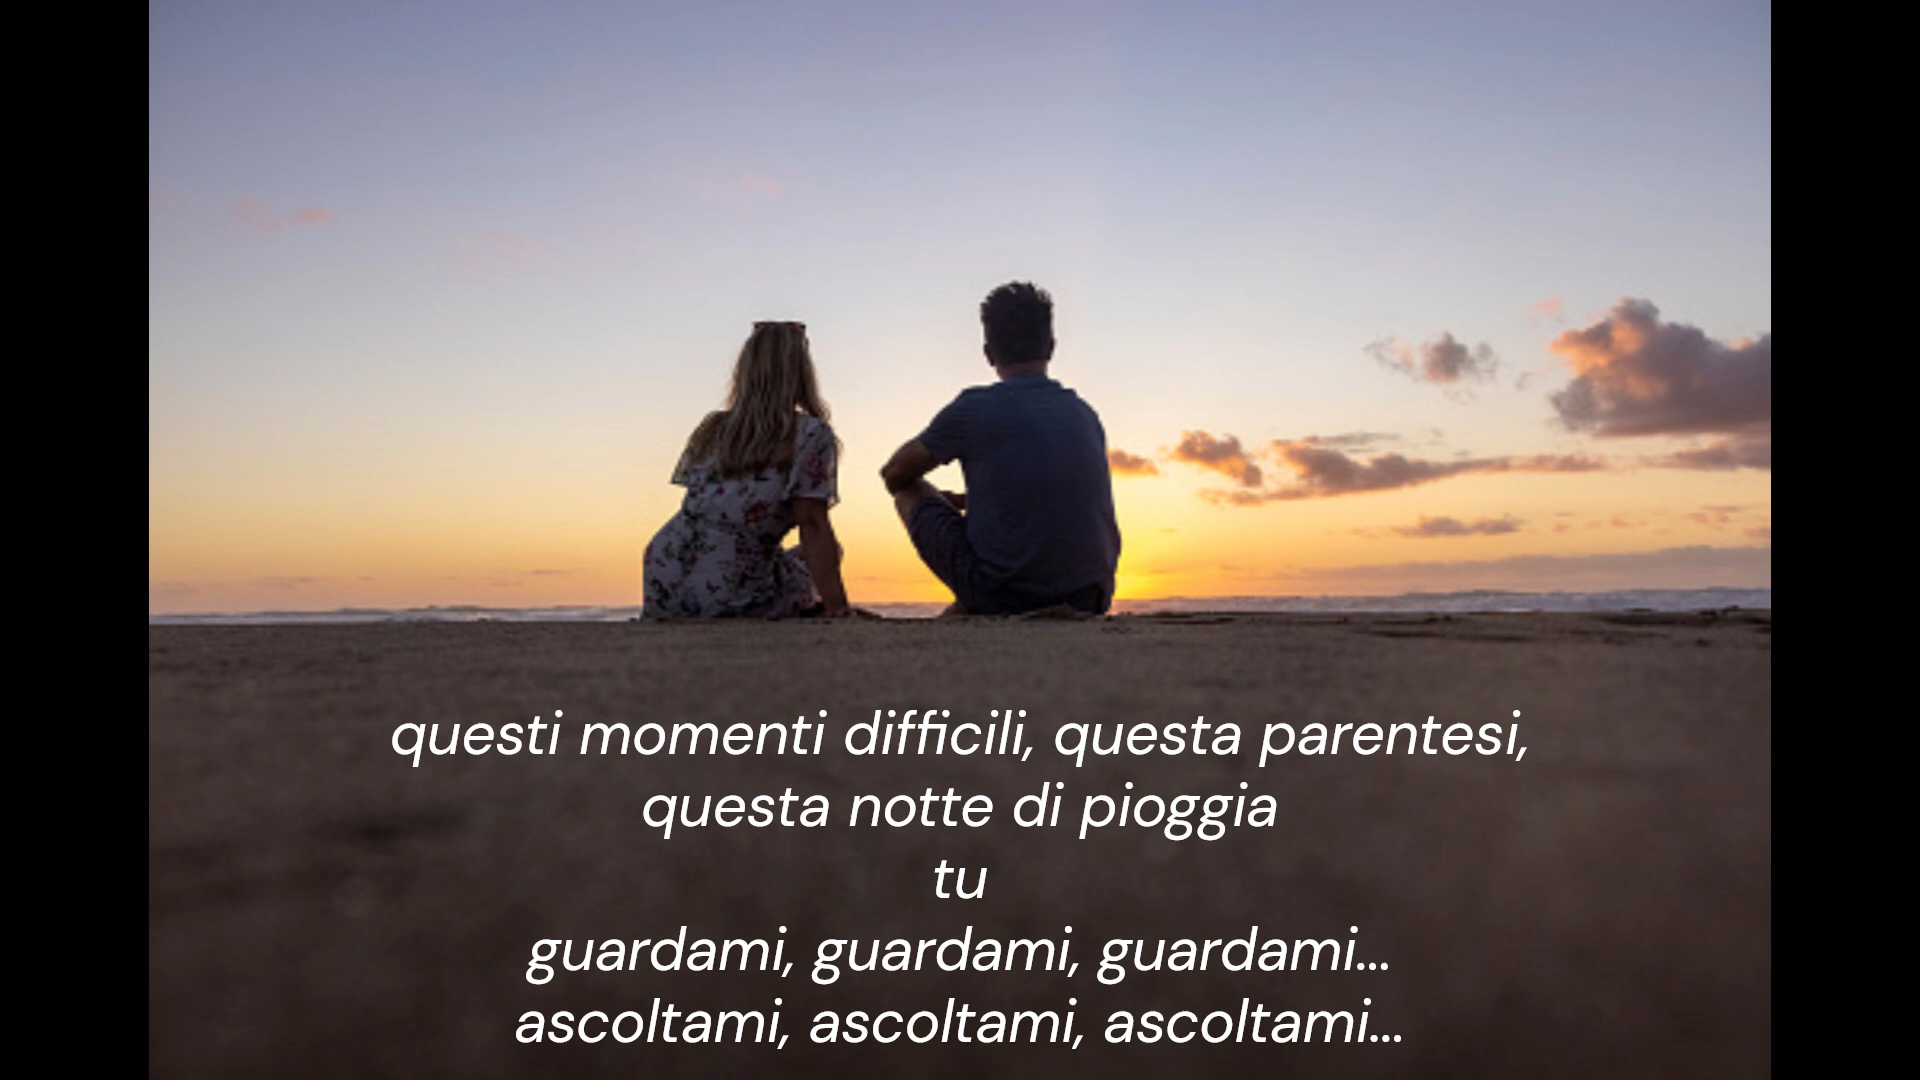 questi momenti difficili, questa parentesi,
questa notte di pioggia
tu
guardami, guardami, guardami...
ascoltami, ascoltami, ascoltami...